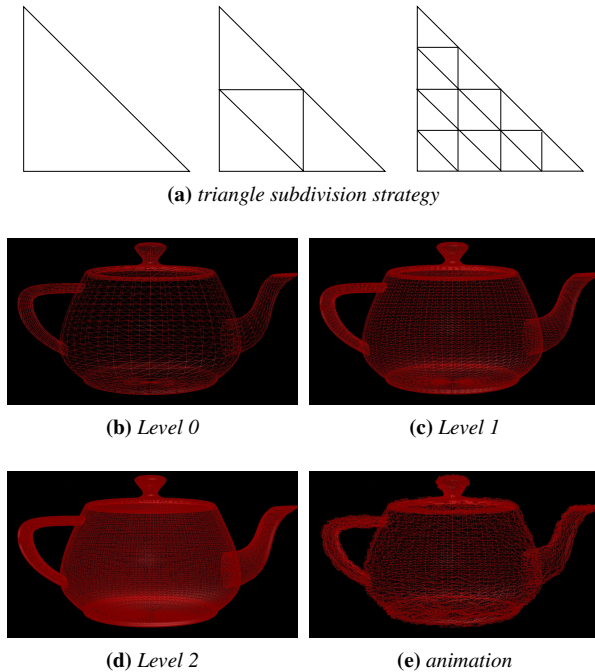 (a) triangle subdivision strategy
(b) Level 0
(c) Level 1
(d) Level 2
(e) animation